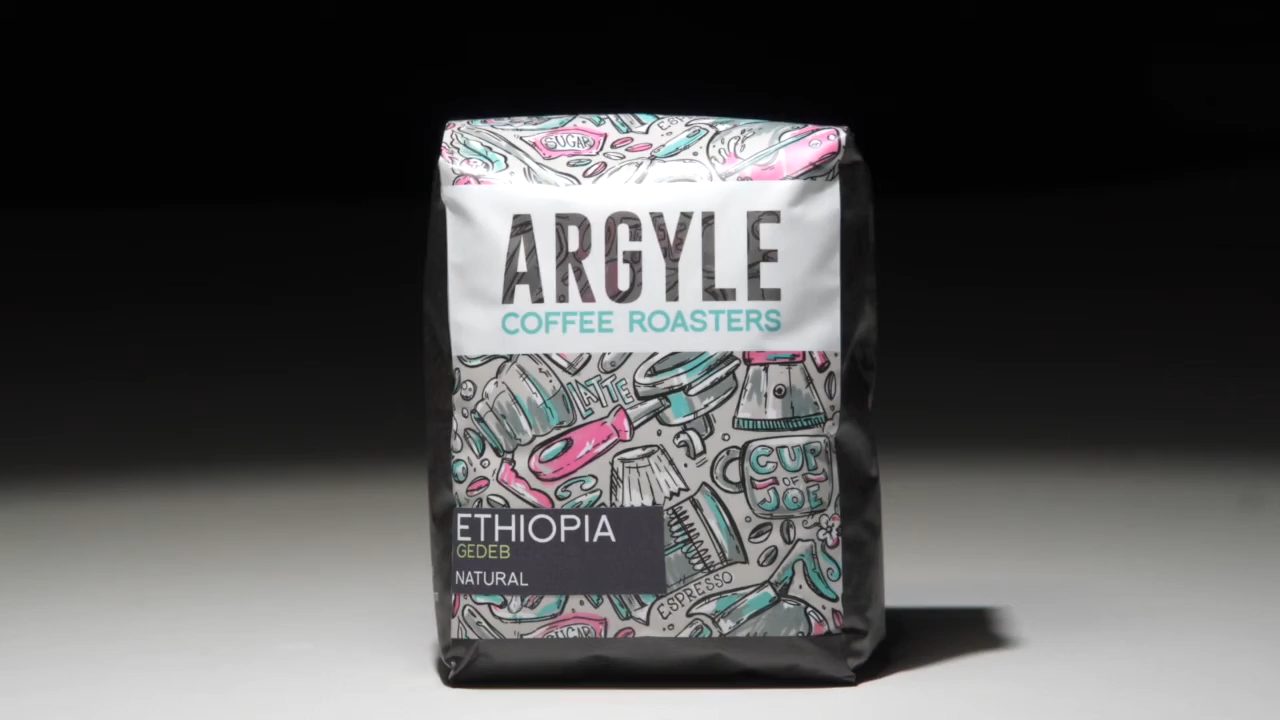 SUGAR
ARGYLE
COFFEE ROASTERS
LATTE
CUP
OF
JOE
ETHIOPIA
GEDEB
NATURAL
ESPRESSO
SUGAR